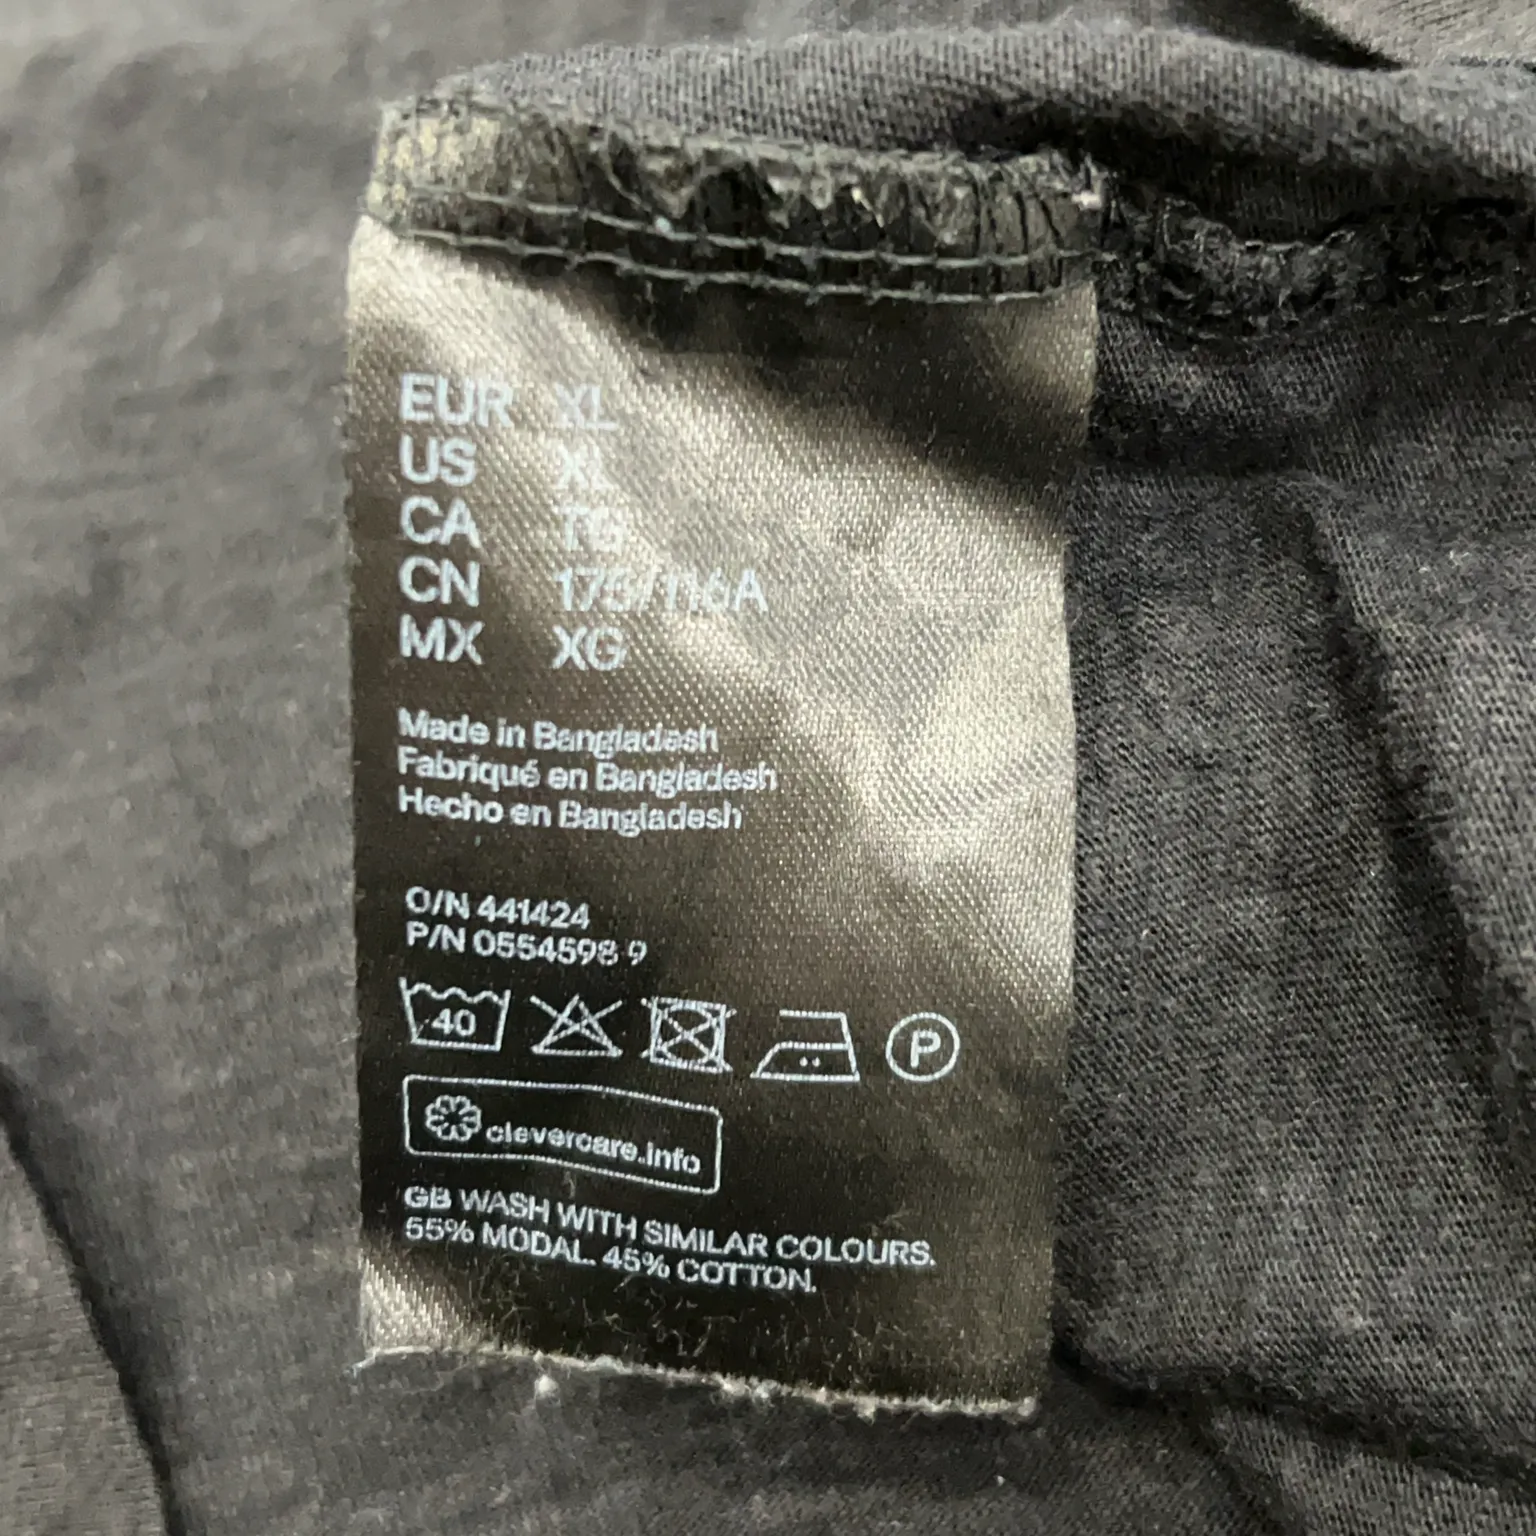 EUR XL
US XL
CA TG
CN 175/116A
MX XG
Made in Bangladesh
Fabriqué en Bangladesh
Hecho en Bangladesh
O/N 441424
P/N 0554598 9
40 P
clevercare.info
GB WASH WITH SIMILAR COLOURS.
55% MODAL. 45% COTTON.